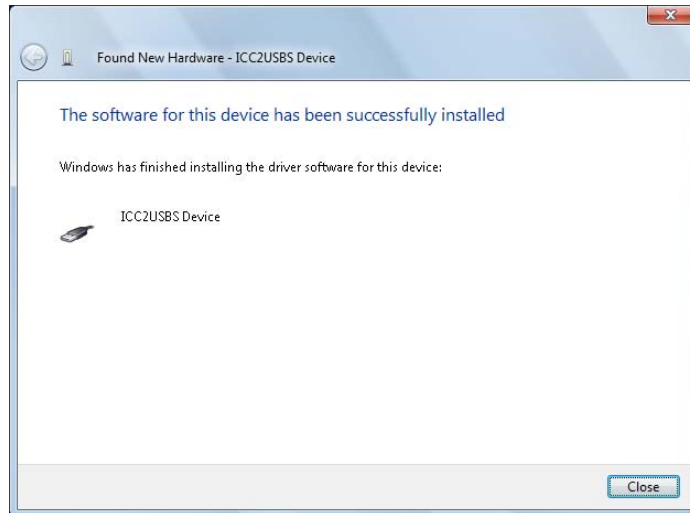 Found New Hardware - ICC2USBS Device
The software for this device has been successfully installed
Windows has finished installing the driver software for this device:
ICC2USBS Device
Close